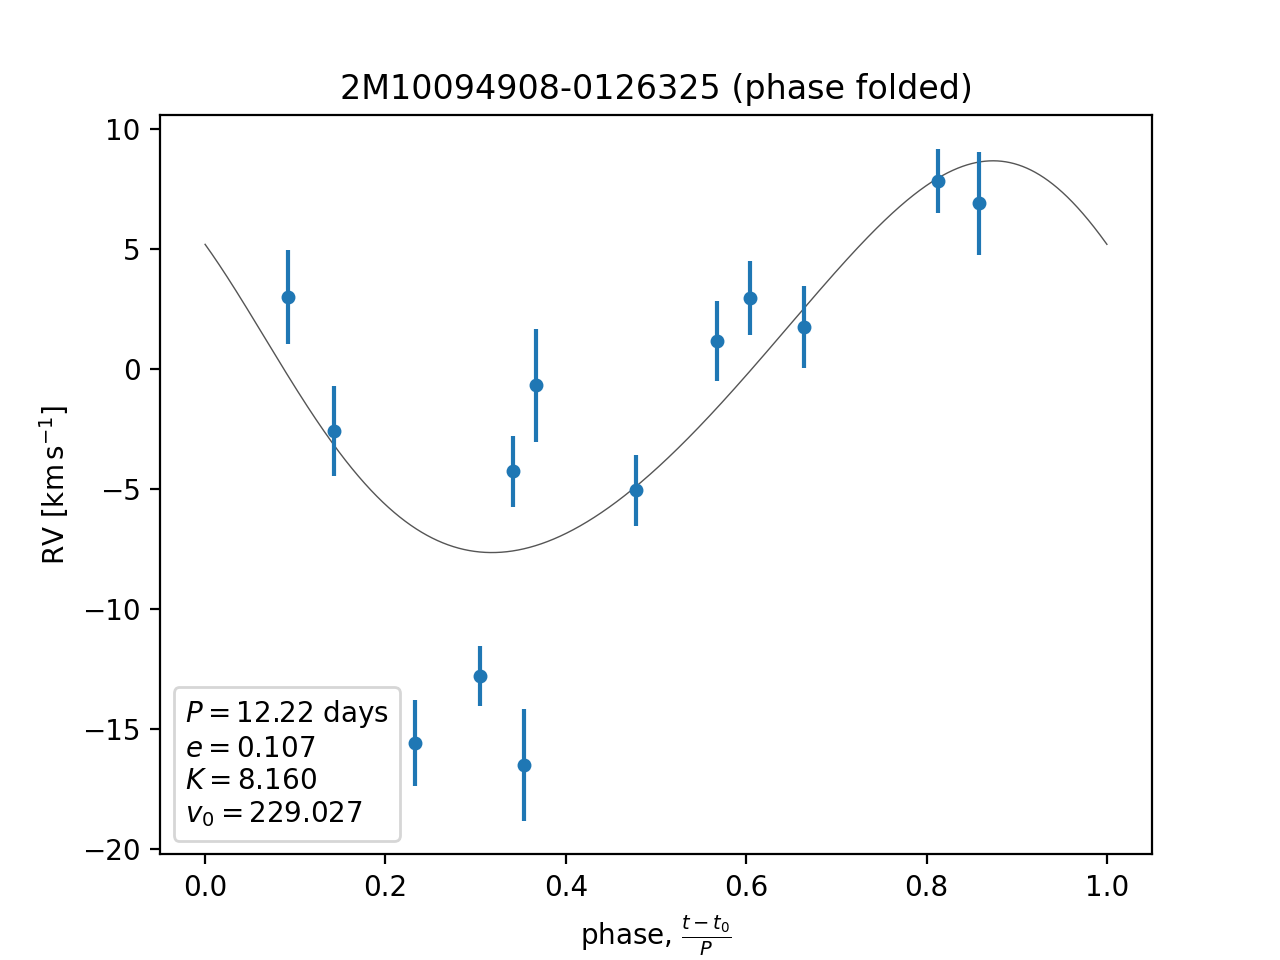 2M10094908-0126325 (phase folded)
10
5
0
−5
−10
−15
−20
RV [km s⁻¹]
P = 12.22 days
e = 0.107
K = 8.160
v₀ = 229.027
0.0 0.2 0.4 0.6 0.8 1.0
phase, (t − t₀)/P